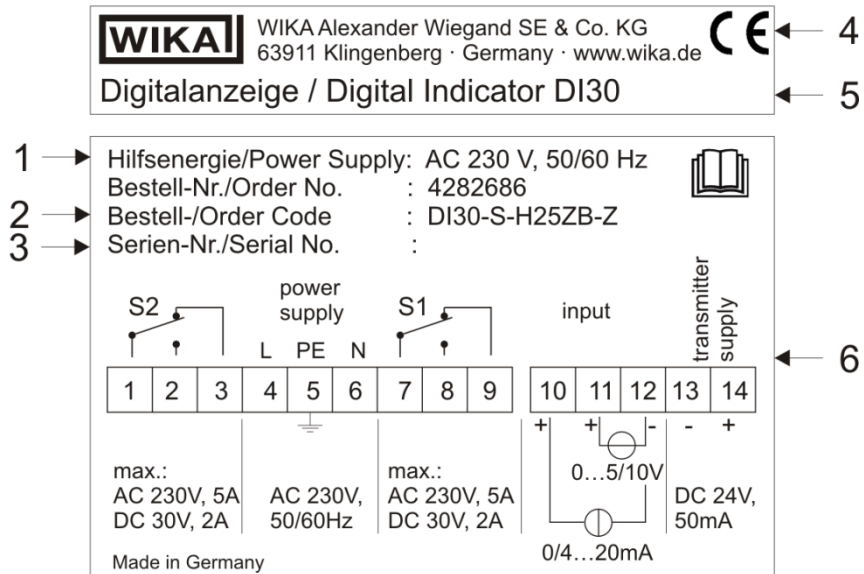 WIKA
WIKA Alexander Wiegand SE & Co. KG
63911 Klingenberg · Germany · www.wika.de
CE
4
Digitalanzeige / Digital Indicator DI30
5
1
Hilfsenergie/Power Supply: AC 230 V, 50/60 Hz
Bestell-Nr./Order No. : 4282686
2
Bestell-/Order Code : DI30-S-H25ZB-Z
3
Serien-Nr./Serial No. :
S2
power
supply
S1
input
transmitter
supply
L PE N
6
1 2 3 4 5 6 7 8 9 10 11 12 13 14
+ + - - +
0…5/10V
max.:
AC 230V, 5A
DC 30V, 2A
AC 230V,
50/60Hz
max.:
AC 230V, 5A
DC 30V, 2A
DC 24V,
50mA
0/4…20mA
Made in Germany